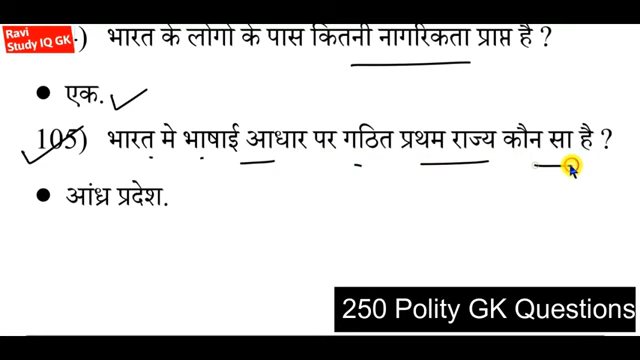 Ravi
Study IQ GK
.) भारत के लोगो के पास कितनी नागरिकता प्राप्त है ?
• एक.
105) भारत मे भाषाई आधार पर गठित प्रथम राज्य कौन सा है ?
• आंध्र प्रदेश.
250 Polity GK Questions